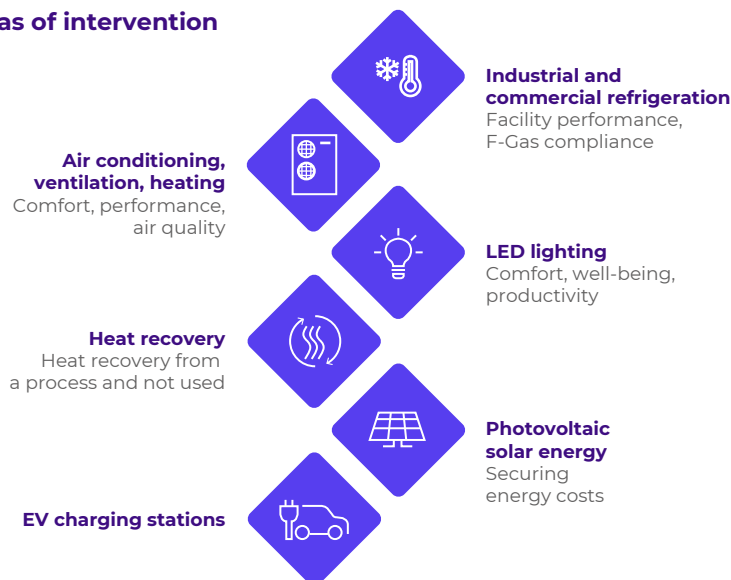 as of intervention
Industrial and
commercial refrigeration
Facility performance,
F-Gas compliance
Air conditioning,
ventilation, heating
Comfort, performance,
air quality
LED lighting
Comfort, well-being,
productivity
Heat recovery
Heat recovery from
a process and not used
Photovoltaic
solar energy
Securing
energy costs
EV charging stations